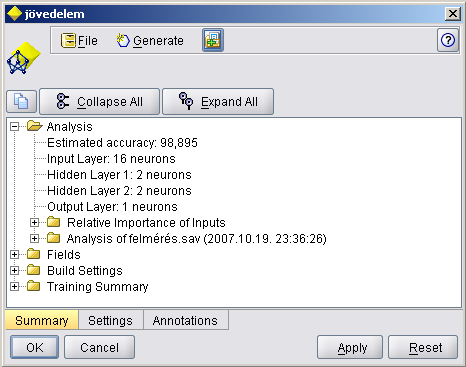 jövedelem
File Generate
Collapse All Expand All
Analysis
Estimated accuracy: 98,895
Input Layer: 16 neurons
Hidden Layer 1: 2 neurons
Hidden Layer 2: 2 neurons
Output Layer: 1 neurons
Relative Importance of Inputs
Analysis of felmérés.sav (2007.10.19. 23:36:26)
Fields
Build Settings
Training Summary
Summary Settings Annotations
OK Cancel Apply Reset